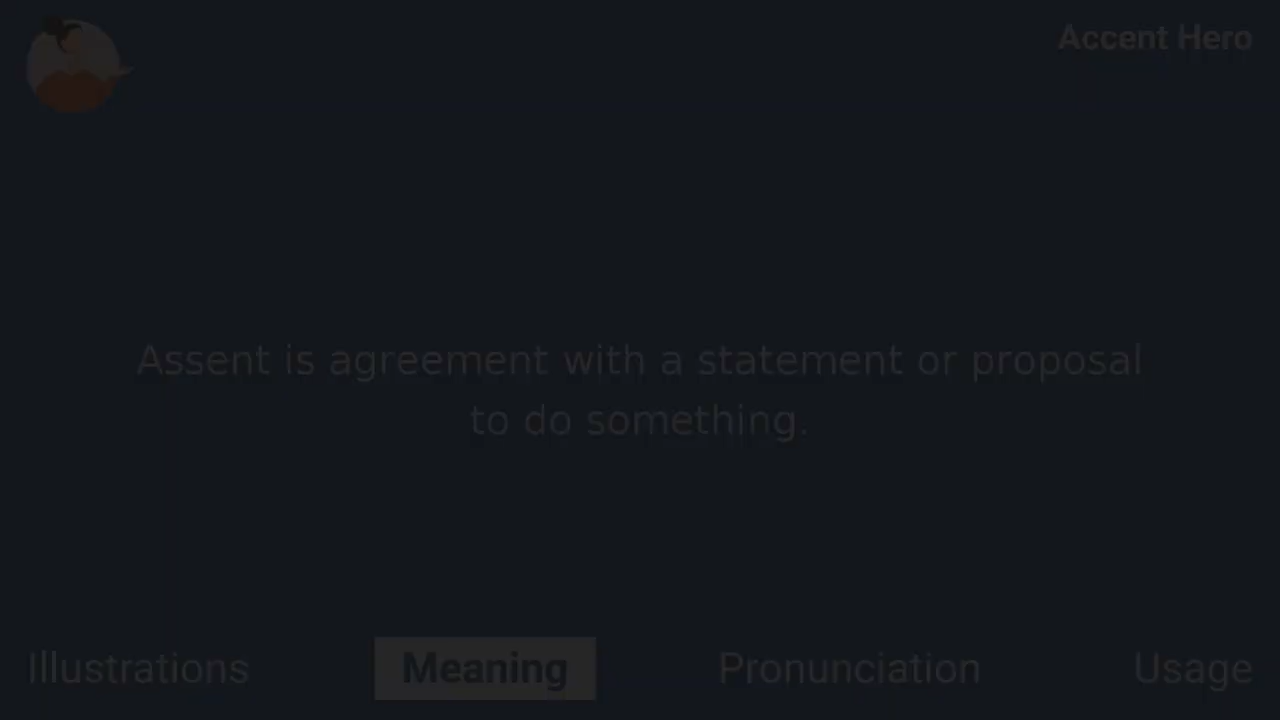 Accent Hero
Assent is agreement with a statement or proposal
to do something.
Illustrations
Meaning
Pronunciation
Usage